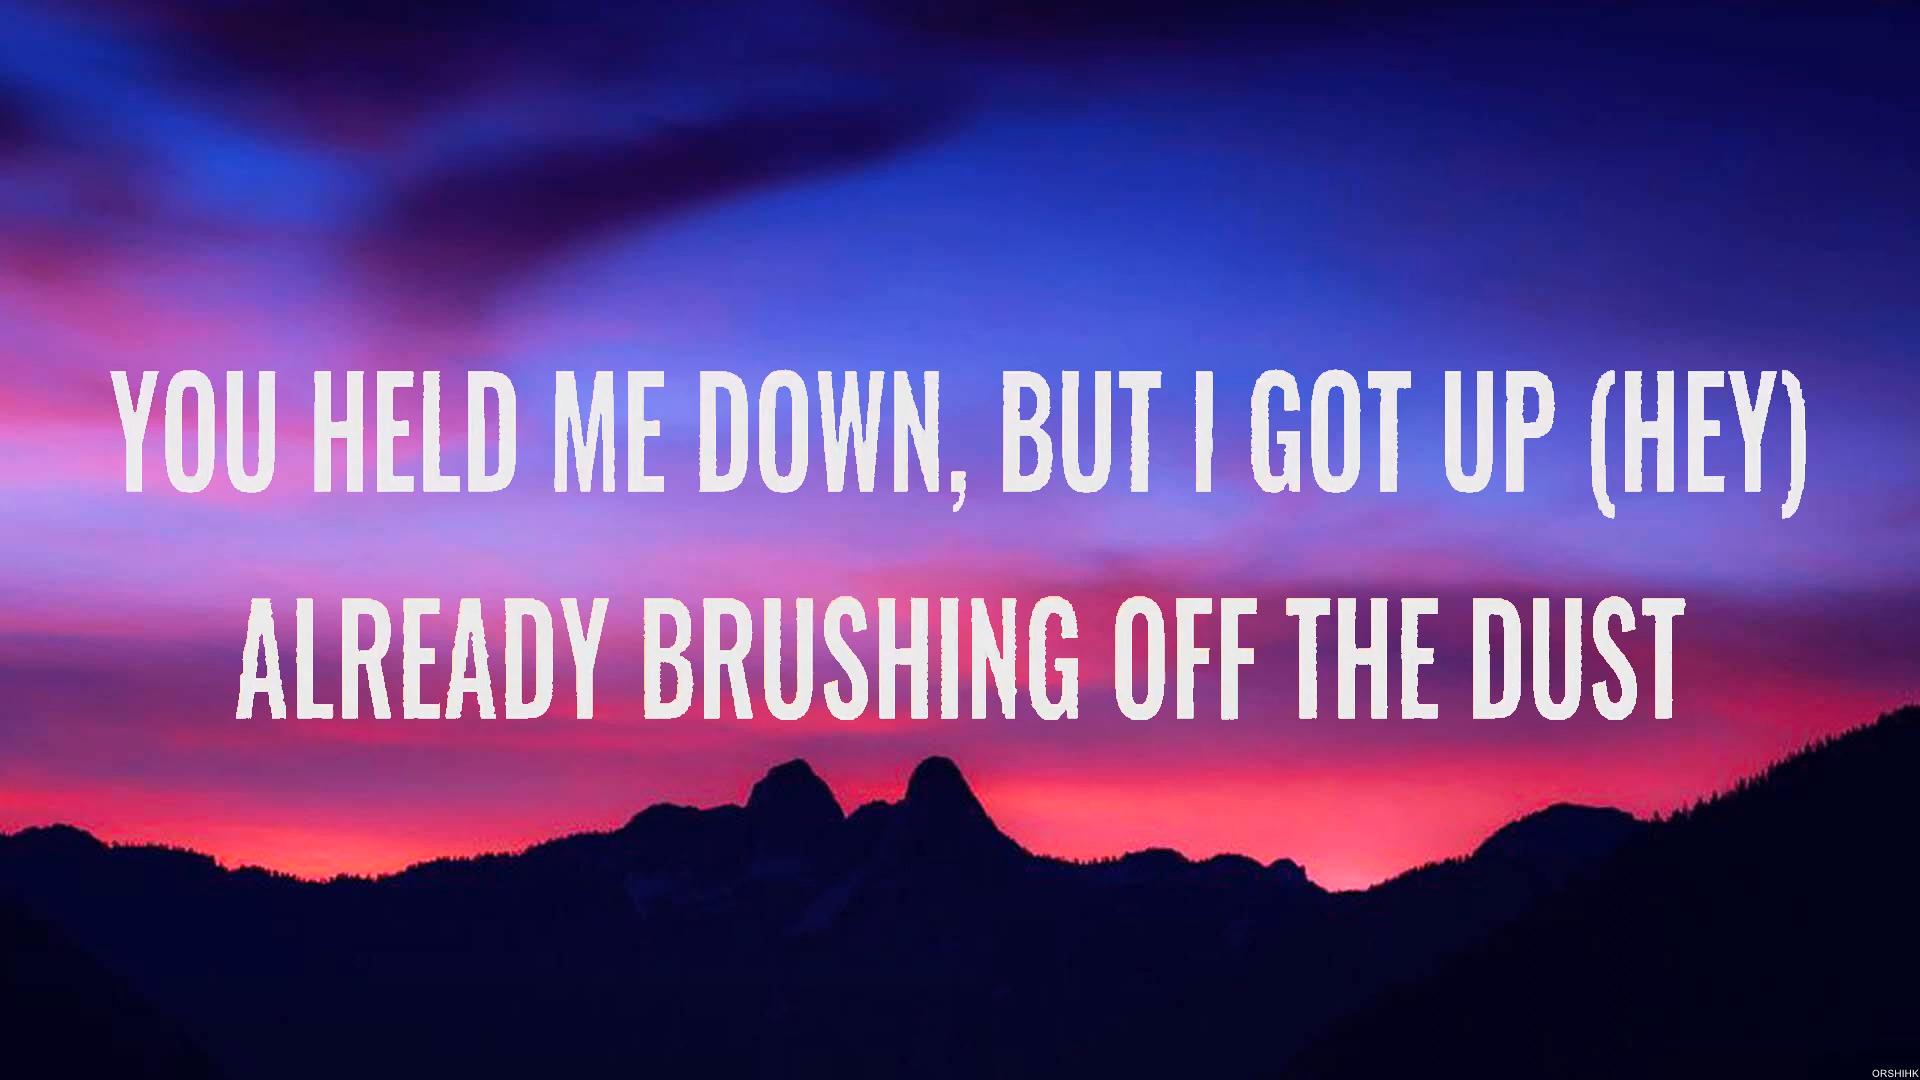 YOU HELD ME DOWN, BUT I GOT UP (HEY)
ALREADY BRUSHING OFF THE DUST
ORSHIHK